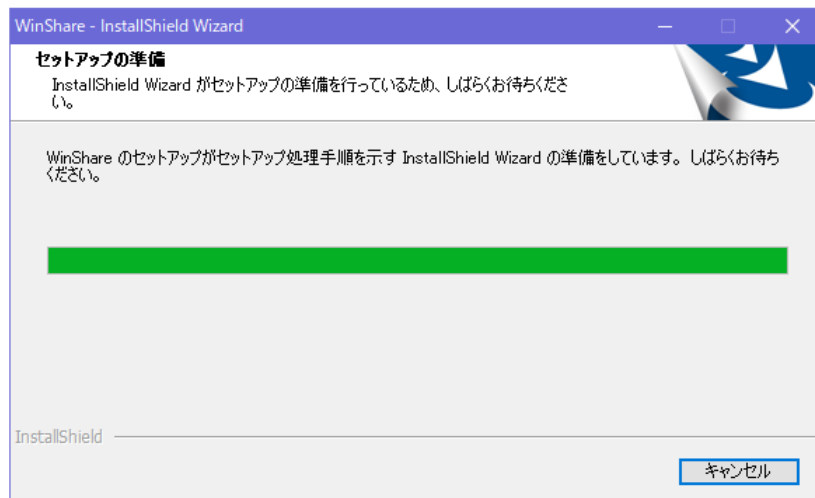 WinShare - InstallShield Wizard
セットアップの準備
InstallShield Wizard がセットアップの準備を行っているため、しばらくお待ちくださ
い。
WinShare のセットアップがセットアップ処理手順を示す InstallShield Wizard の準備をしています。しばらくお待ち
ください。
InstallShield
キャンセル